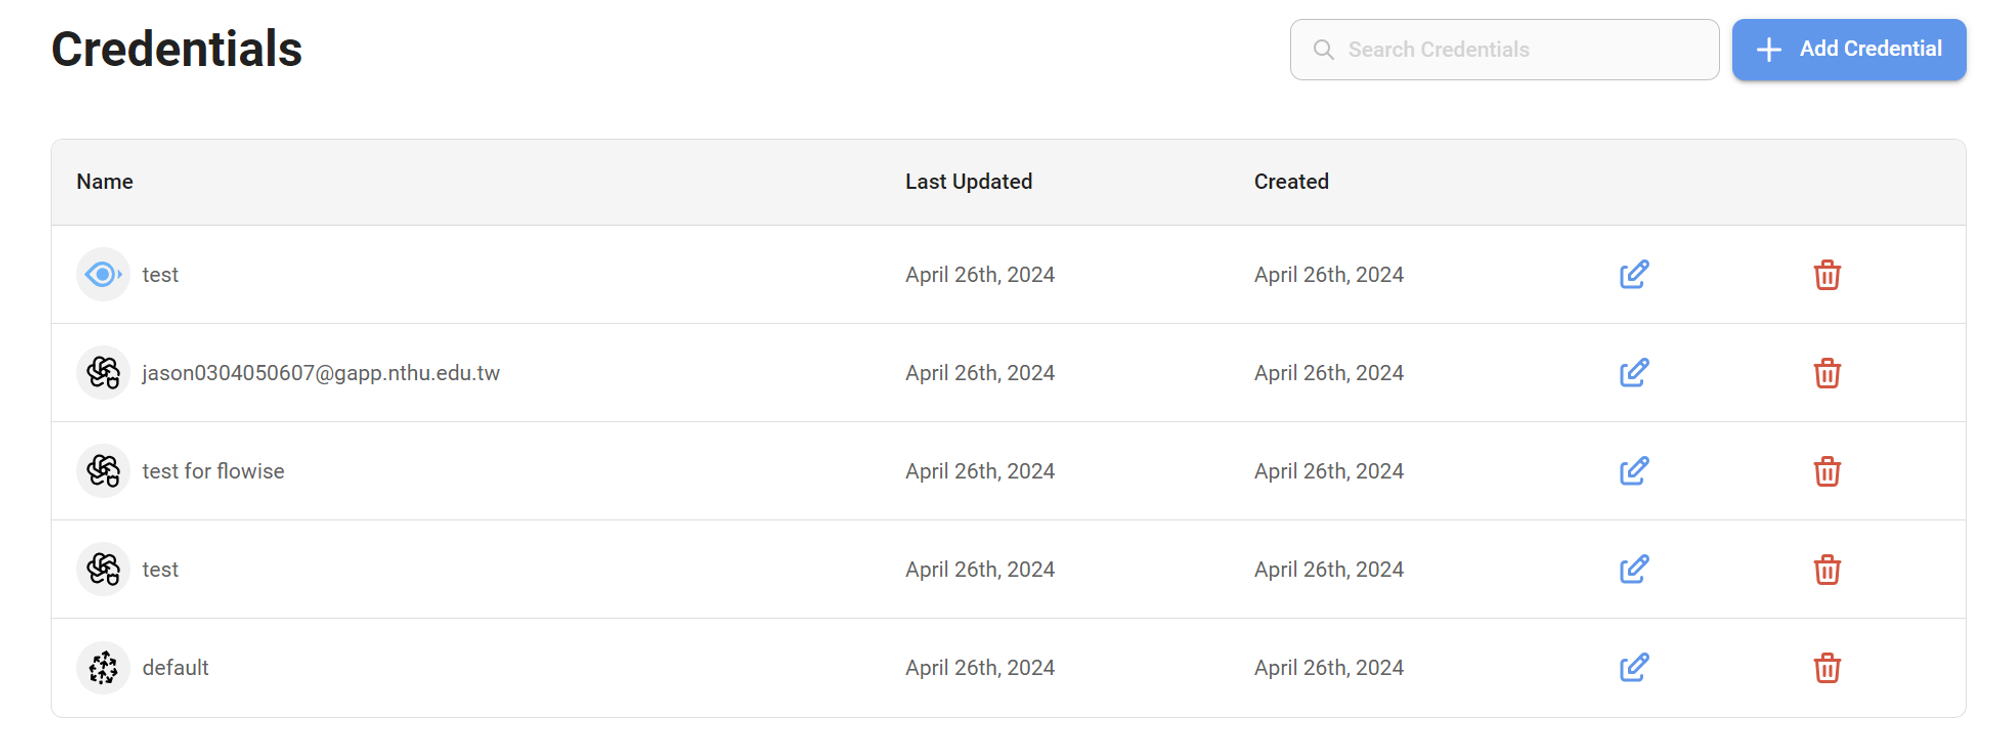 Credentials
Search Credentials
Add Credential
Name Last Updated Created
test April 26th, 2024 April 26th, 2024
jason0304050607@gapp.nthu.edu.tw April 26th, 2024 April 26th, 2024
test for flowise April 26th, 2024 April 26th, 2024
test April 26th, 2024 April 26th, 2024
default April 26th, 2024 April 26th, 2024